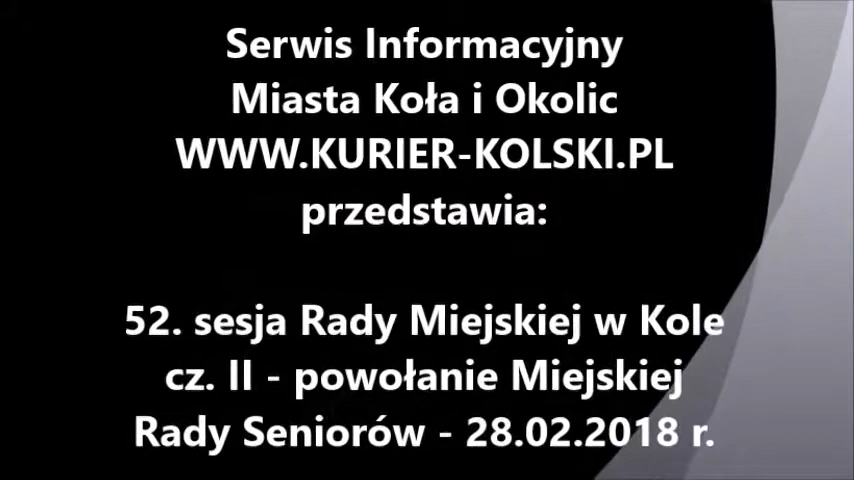 Serwis Informacyjny
Miasta Koła i Okolic
WWW.KURIER-KOLSKI.PL
przedstawia:
52. sesja Rady Miejskiej w Kole
cz. II - powołanie Miejskiej
Rady Seniorów - 28.02.2018 r.